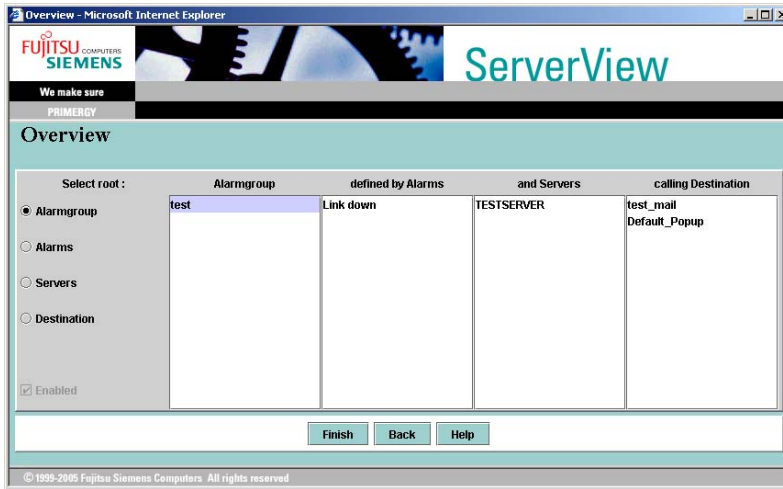 Overview - Microsoft Internet Explorer
FUJITSU COMPUTERS
SIEMENS
ServerView
We make sure
PRIMERGY
Overview
Select root :
Alarmgroup
defined by Alarms
and Servers
calling Destination
Alarmgroup
test
Link down
TESTSERVER
test_mail
Default_Popup
Alarms
Servers
Destination
Enabled
Finish
Back
Help
© 1999-2005 Fujitsu Siemens Computers All rights reserved